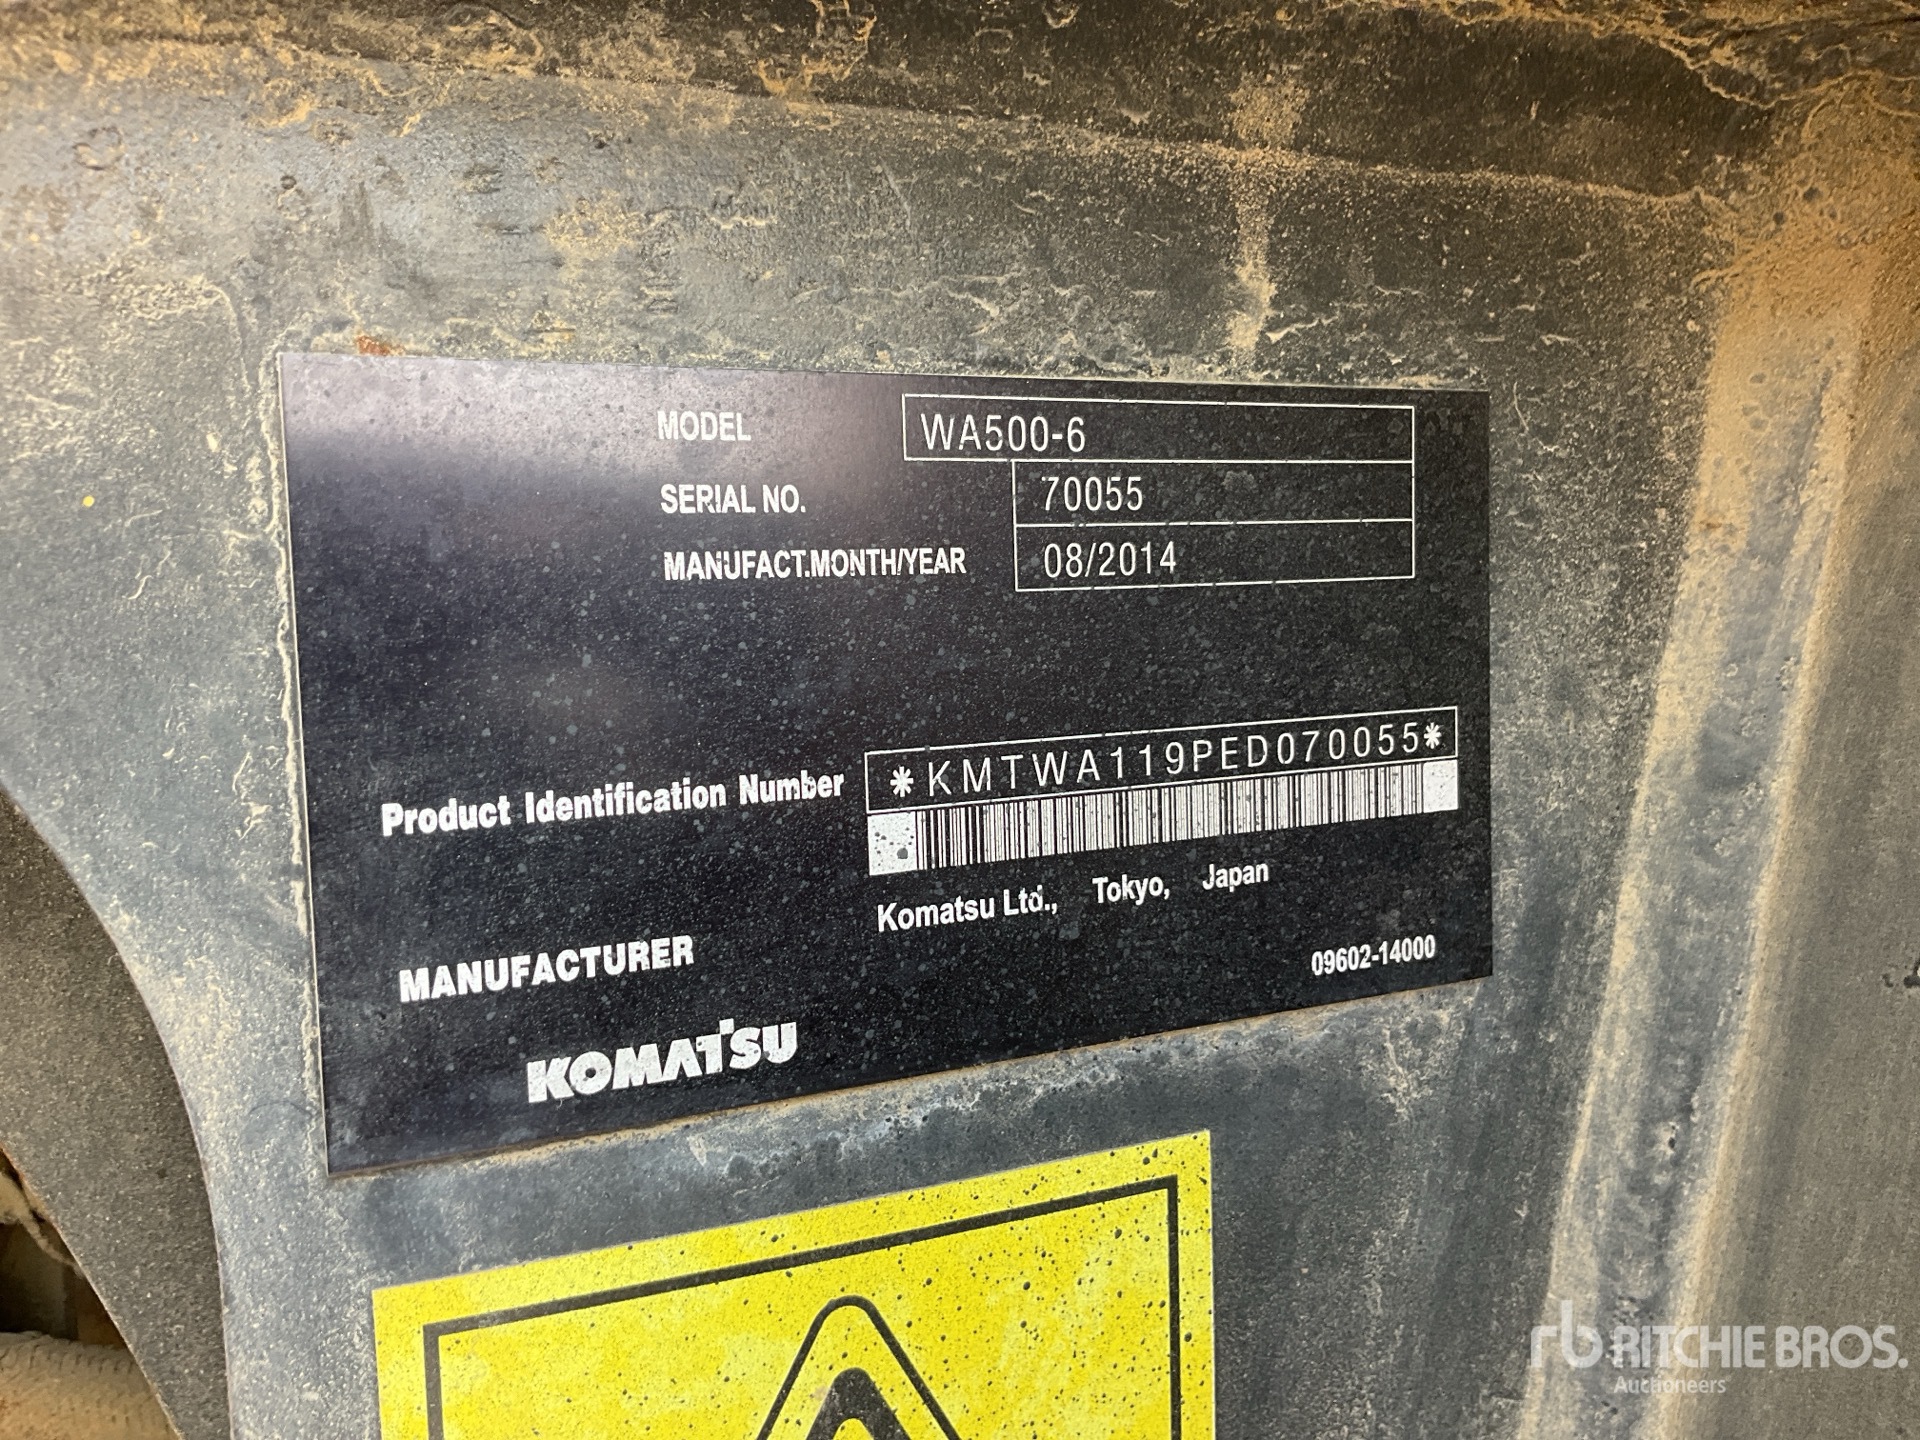 MODEL WA500-6
SERIAL NO. 70055
MANUFACT.MONTH/YEAR 08/2014
Product Identification Number *KMTWA119PED070055*
MANUFACTURER Komatsu Ltd., Tokyo, Japan
09602-14000
KOMATSU
rb RITCHIE BROS.
Auctioneers